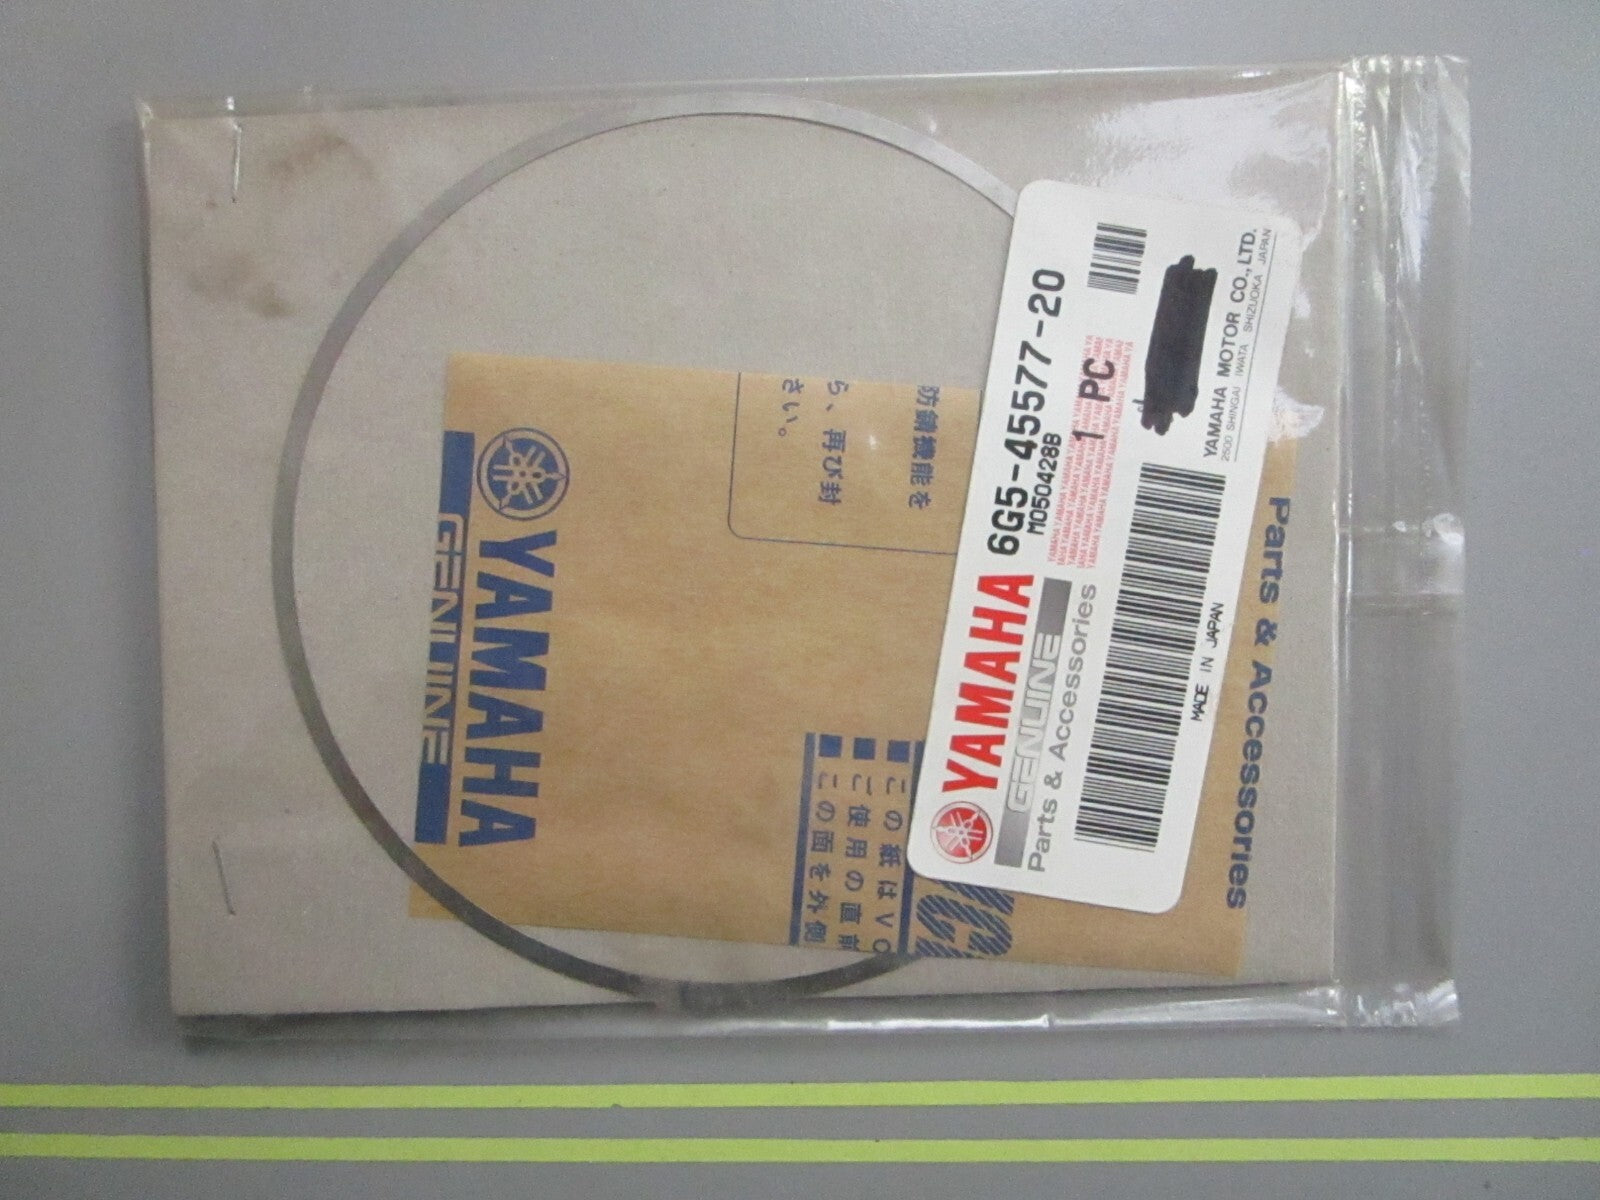 YAMAHA
GENUINE
Parts & Accessories
6G5-45577-20
M050428B
1 PC
MADE IN JAPAN
YAMAHA MOTOR CO., LTD.
2500 SHINGAI IWATA SHIZUOKA JAPAN
YAMAHA
GENUINE
Parts & Accessories
防錆機能を
ら、再び封
さい。
■この紙はV
■ご使用の直前
■この面を外側